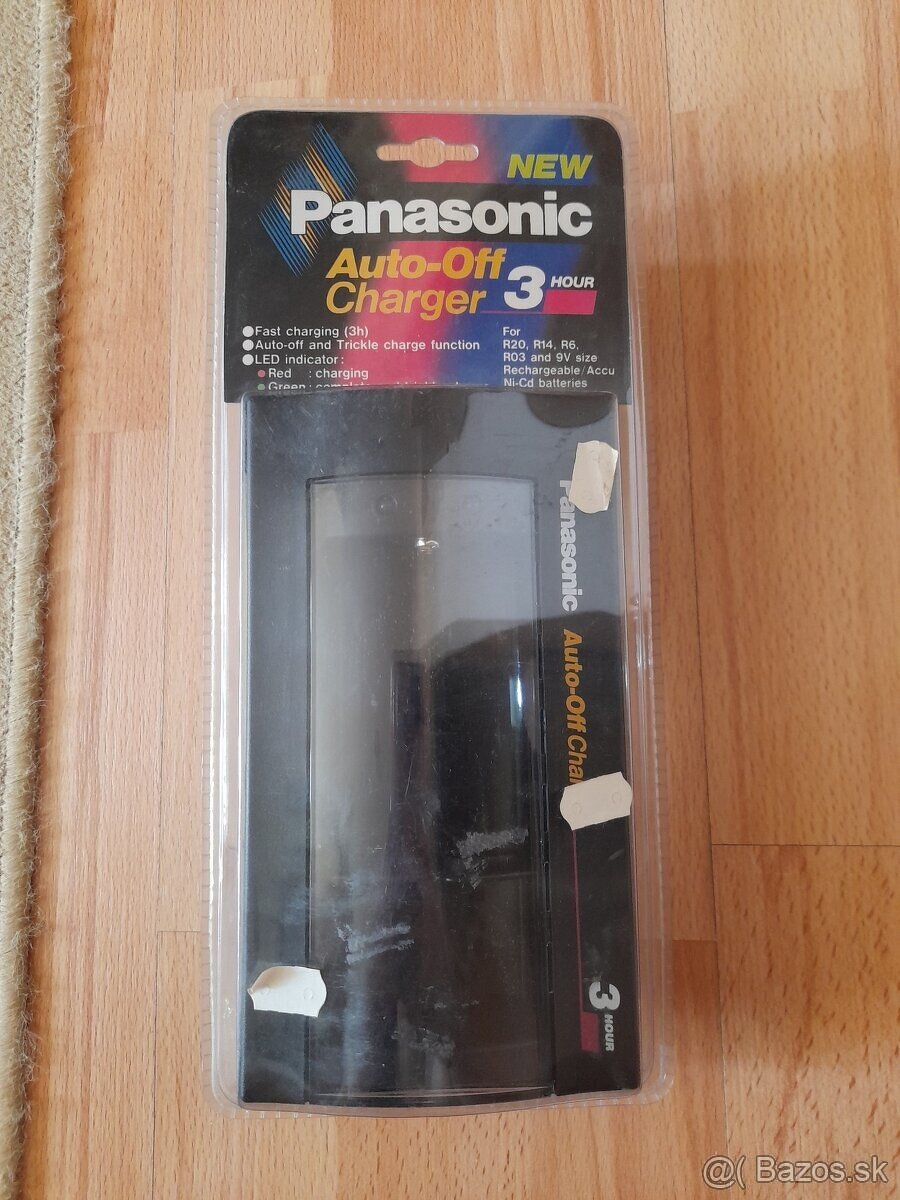 NEW
Panasonic
Auto-Off
Charger
3 HOUR
●Fast charging (3h)
●Auto-off and Trickle charge function
●LED indicator:
●Red : charging
●Green :
For
R20, R14, R6,
R03 and 9V size
Rechargeable/Accu
Ni-Cd batteries
Panasonic Auto-Off Char
3 HOUR
@( Bazos.sk